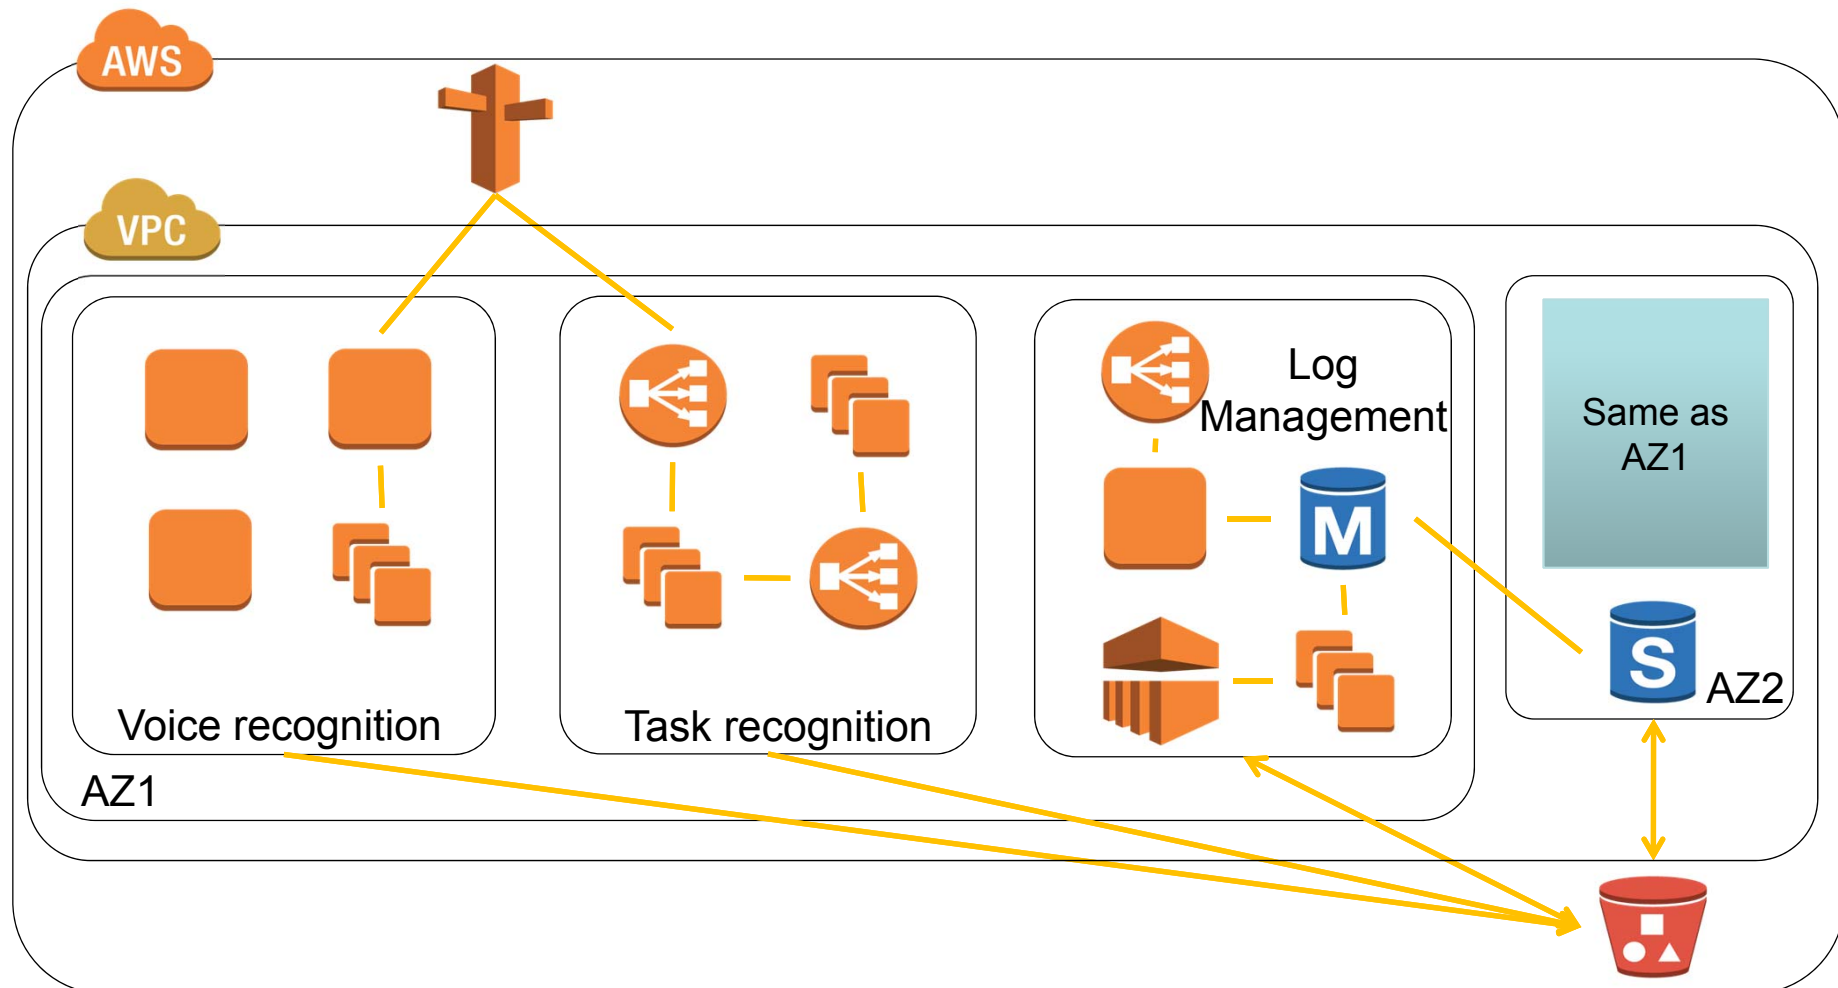 AWS
VPC
Log
Management
Same as
AZ1
M
S
AZ2
Voice recognition
Task recognition
AZ1